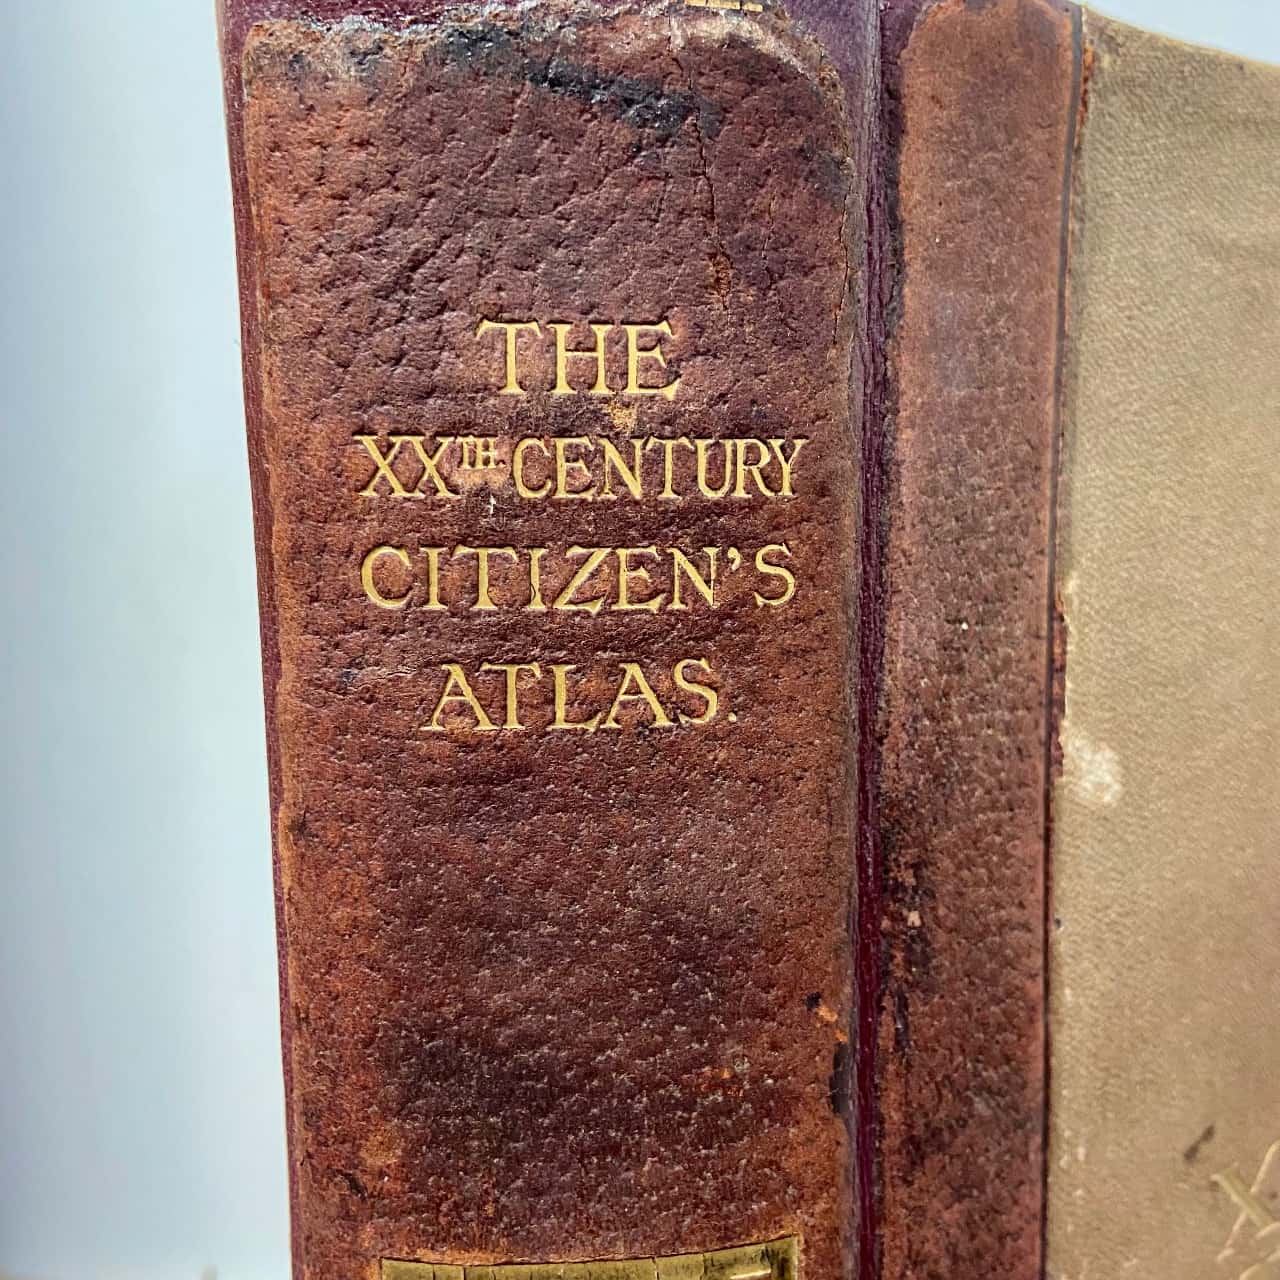 THE
XXTH. CENTURY
CITIZEN'S
ATLAS.